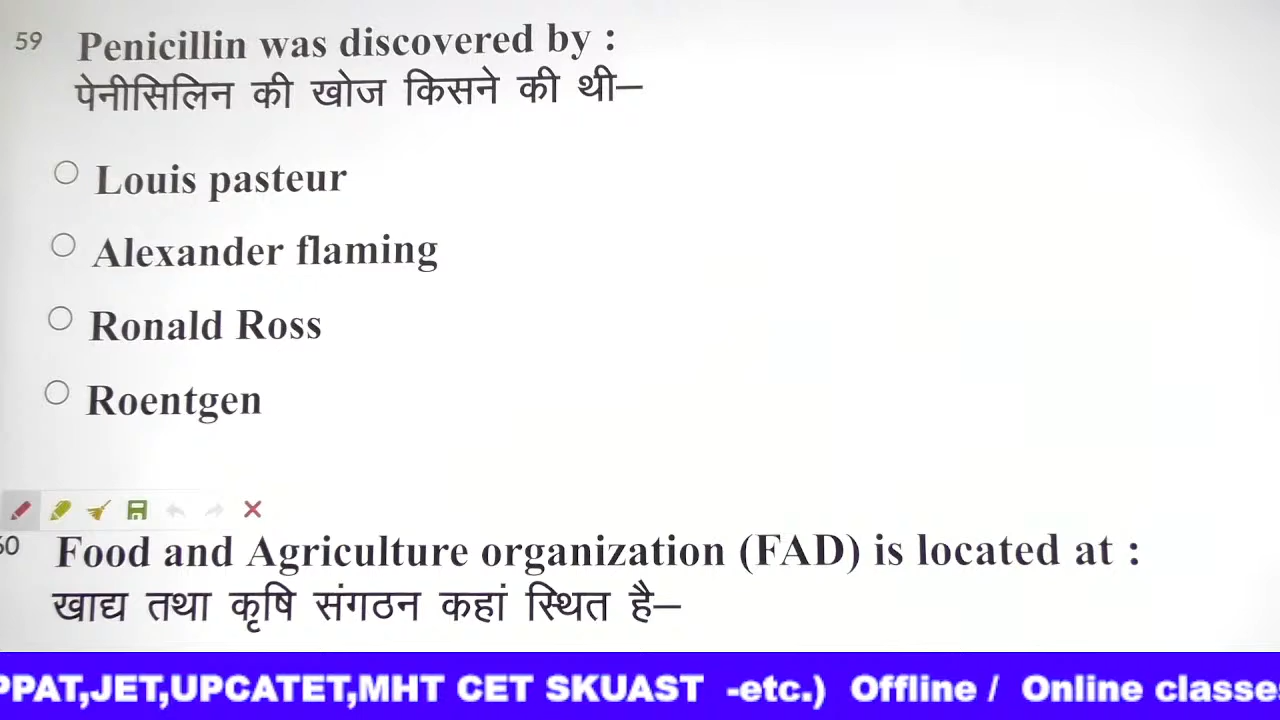 59 Penicillin was discovered by :
पेनीसिलिन की खोज किसने की थी–
Louis pasteur
Alexander flaming
Ronald Ross
Roentgen
60 Food and Agriculture organization (FAD) is located at :
खाद्य तथा कृषि संगठन कहां स्थित है–
PPAT,JET,UPCATET,MHT CET SKUAST -etc.) Offline / Online classes